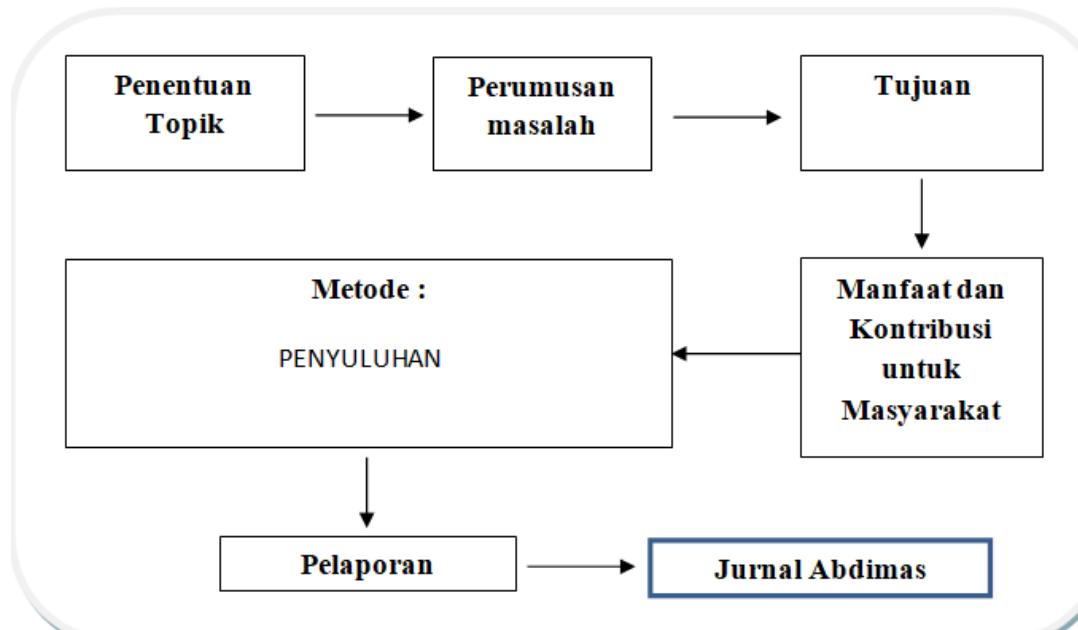 Penentuan
Topik
Perumusan
masalah
Tujuan
Manfaat dan
Kontribusi
untuk
Masyarakat
Metode :
PENYULUHAN
Pelaporan
Jurnal Abdimas